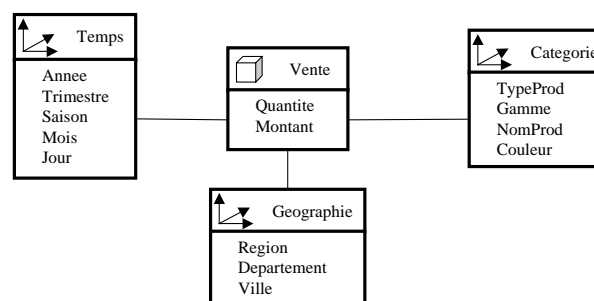 Temps
Annee
Trimestre
Saison
Mois
Jour
Vente
Quantite
Montant
Categorie
TypeProd
Gamme
NomProd
Couleur
Geographie
Region
Departement
Ville